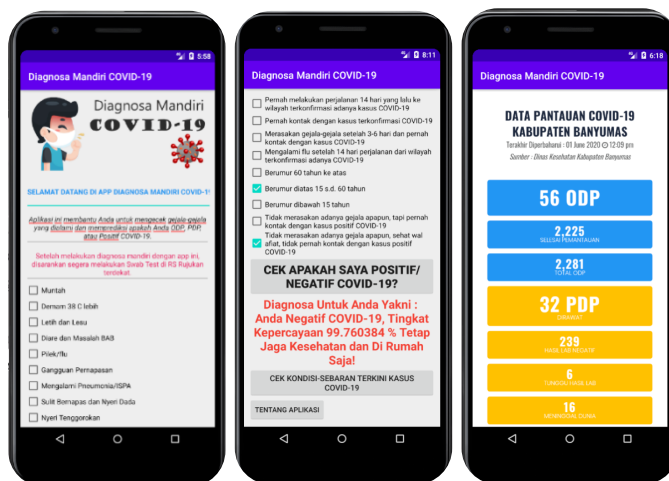 5:58
Diagnosa Mandiri COVID-19
Diagnosa Mandiri
COVID-19
SELAMAT DATANG DI APP DIAGNOSA MANDIRI COVID-1
Aplikasi ini membantu Anda untuk mengecek gejala-gejala
yang dialami dan memprediksi apakah Anda ODP, PDP,
atau Positif COVID-19.
Setelah melakukan diagnosa mandiri dengan app ini,
disarankan segera melakukan Swab Test di RS Rujukan
terdekat.
Muntah
Demam 38 C lebih
Letih dan Lesu
Diare dan Masalah BAB
Pilek/flu
Gangguan Pernapasan
Mengalami Pneumonia/ISPA
Sulit Bernapas dan Nyeri Dada
Nyeri Tenggorokan
8:11
Diagnosa Mandiri COVID-19
Pernah melakukan perjalanan 14 hari yang lalu ke
wilayah terkonfirmasi adanya kasus COVID-19
Pernah kontak dengan kasus terkonfirmasi COVID-19
Merasakan gejala-gejala setelah 3-6 hari dan pernah
kontak dengan kasus COVID-19
Mengalami flu setelah 14 hari perjalanan dari wilayah
terkonfirmasi adanya COVID-19
Berumur 60 tahun ke atas
Berumur diatas 15 s.d. 60 tahun
Berumur dibawah 15 tahun
Tidak merasakan adanya gejala apapun, tapi pernah
kontak dengan kasus positif COVID-19
Tidak merasakan adanya gejala apapun, sehat wal
afiat, tidak pernah kontak dengan kasus positif
COVID-19
CEK APAKAH SAYA POSITIF/
NEGATIF COVID-19?
Diagnosa Untuk Anda Yakni :
Anda Negatif COVID-19, Tingkat
Kepercayaan 99.760384 % Tetap
Jaga Kesehatan dan Di Rumah
Saja!
CEK KONDISI-SEBARAN TERKINI KASUS
COVID-19
TENTANG APLIKASI
6:18
Diagnosa Mandiri COVID-19
DATA PANTAUAN COVID-19
KABUPATEN BANYUMAS
Terakhir Diperbaharui : 01 June 2020 12:09 pm
Sumber : Dinas Kesehatan Kabupaten Banyumas
56 ODP
2,225
SELESAI PEMANTAUAN
2,281
TOTAL ODP
32 PDP
DIRAWAT
239
HASIL LAB NEGATIF
6
TUNGGU HASIL LAB
16
MENINGGAL DUNIA